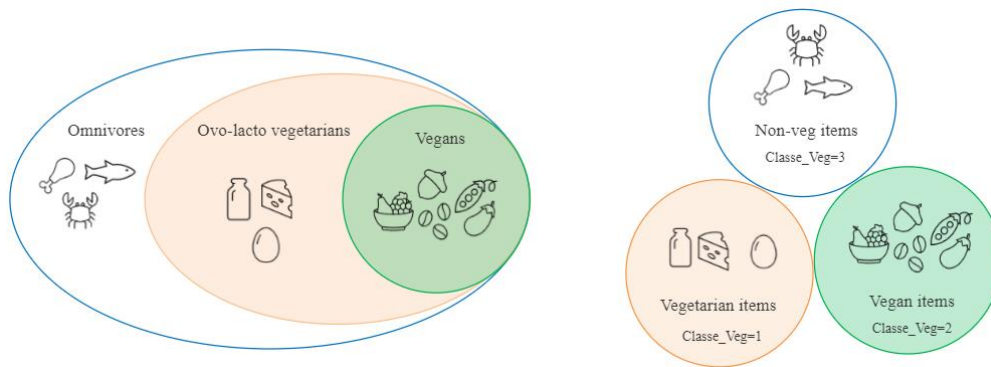 Omnivores
Ovo-lacto vegetarians
Vegans
Non-veg items
Classe_Veg=3
Vegetarian items
Classe_Veg=1
Vegan items
Classe_Veg=2